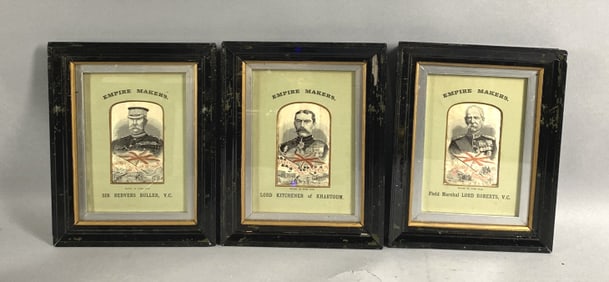 EMPIRE MAKERS.
SIR REDVERS BULLER, V.C.
EMPIRE MAKERS.
LORD KITCHENER of KHARTOUM.
EMPIRE MAKERS.
Field Marshal LORD ROBERTS, V.C.